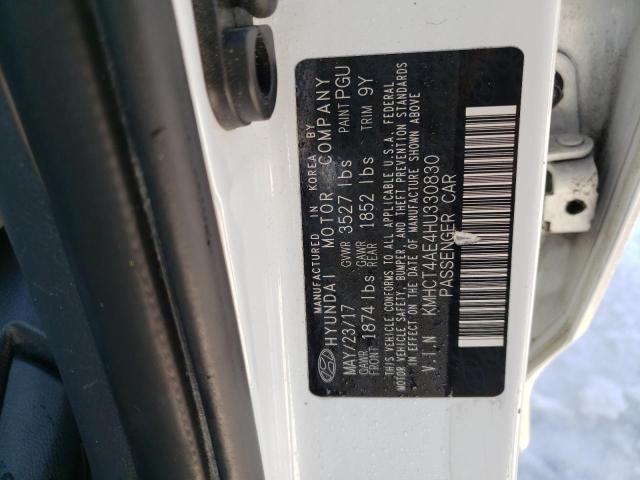 MANUFACTURED IN KOREA BY
HYUNDAI MOTOR COMPANY
MAY/23/17 GVWR 3527 lbs PAINT PGU
GAWR FRONT 1874 lbs GAWR REAR 1852 lbs TRIM 9Y
THIS VEHICLE CONFORMS TO ALL APPLICABLE U.S.A. FEDERAL
MOTOR VEHICLE SAFETY, BUMPER, AND THEFT PREVENTION STANDARDS
IN EFFECT ON THE DATE OF MANUFACTURE SHOWN ABOVE
V.I.N KMHCT4AE4HU330830
PASSENGER CAR